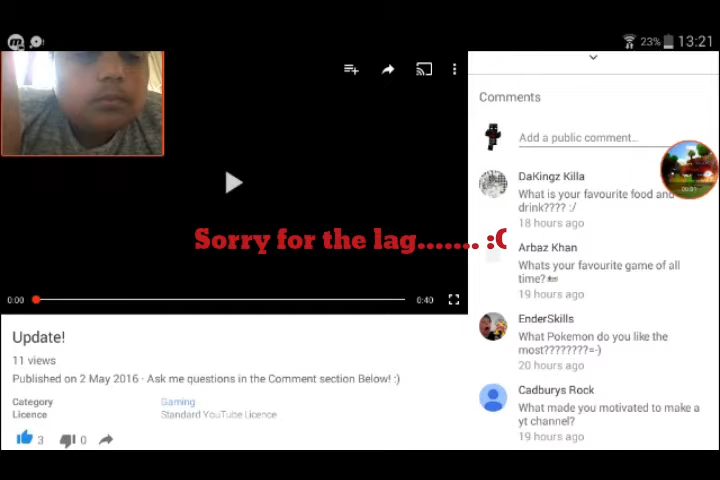 23% 13:21
Sorry for the lag....... :(
0:00 0:40
Update!
11 views
Published on 2 May 2016 · Ask me questions in the Comment section Below! :)
Category Gaming
Licence Standard YouTube Licence
3 0
Comments
Add a public comment...
DaKingz Killa
What is your favourite food and
drink???? :/
18 hours ago
Arbaz Khan
Whats your favourite game of all
time?
19 hours ago
EnderSkills
What Pokemon do you like the
most????????=-)
20 hours ago
Cadburys Rock
What made you motivated to make a
yt channel?
19 hours ago